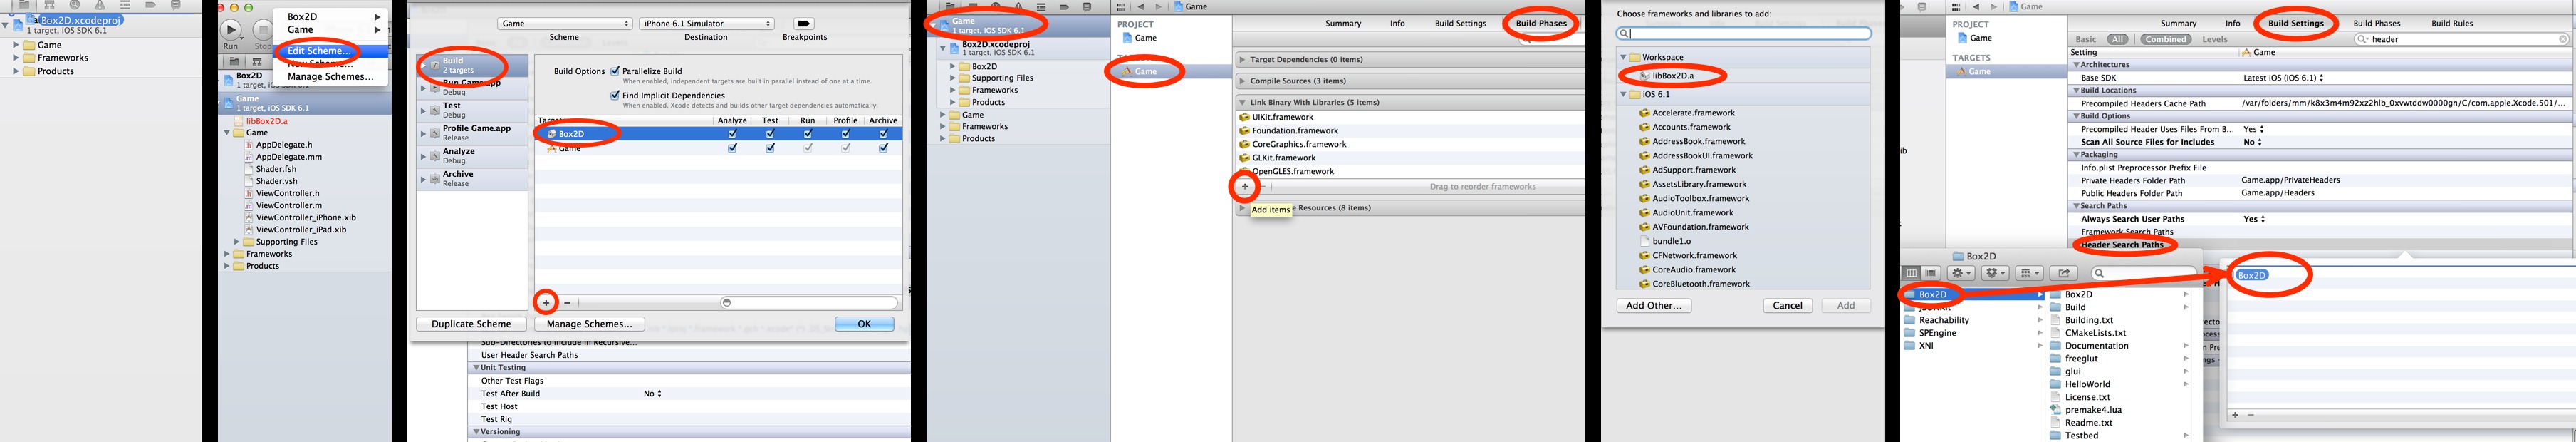 Box2D.xcodeproj
1 target, iOS SDK 6.1
Game
Frameworks
Products
Run
Stop
Box2D
Game
Edit Scheme...
New Scheme...
Manage Schemes...
Box2D
1 target, iOS SDK 6.1
Game
1 target, iOS SDK 6.1
libBox2D.a
Game
AppDelegate.h
AppDelegate.mm
Shader.fsh
Shader.vsh
ViewController.h
ViewController.m
ViewController_iPhone.xib
ViewController_iPad.xib
Supporting Files
Frameworks
Products
Game
iPhone 6.1 Simulator
Scheme
Destination
Breakpoints
Build
2 targets
Run Game.app
Debug
Test
Debug
Profile Game.app
Release
Analyze
Debug
Archive
Release
Build Options
Parallelize Build
When enabled, independent targets are built in parallel instead of one at a time.
Find Implicit Dependencies
When enabled, Xcode detects and builds other target dependencies automatically.
Targets Analyze Test Run Profile Archive
Box2D
Game
+ −
Duplicate Scheme
Manage Schemes...
OK
Sub-Directories to Include in Recursive...
User Header Search Paths
Unit Testing
Other Test Flags
Test After Build No
Test Host
Test Rig
Versioning
Game
1 target, iOS SDK 6.1
Box2D.xcodeproj
1 target, iOS SDK 6.1
Box2D
Supporting Files
Frameworks
Products
Game
Frameworks
Products
Game
PROJECT
Game
TARGETS
Game
Summary Info Build Settings Build Phases
Target Dependencies (0 items)
Compile Sources (3 items)
Link Binary With Libraries (5 items)
UIKit.framework
Foundation.framework
CoreGraphics.framework
GLKit.framework
OpenGLES.framework
+ − Drag to reorder frameworks
Add items
e Resources (8 items)
Choose frameworks and libraries to add:
Workspace
libBox2D.a
iOS 6.1
Accelerate.framework
Accounts.framework
AddressBook.framework
AddressBookUI.framework
AdSupport.framework
AssetsLibrary.framework
AudioToolbox.framework
AudioUnit.framework
AVFoundation.framework
bundle1.o
CFNetwork.framework
CoreAudio.framework
CoreBluetooth.framework
Add Other...
Cancel
Add
Game
PROJECT
Game
TARGETS
Game
Summary Info Build Settings Build Phases Build Rules
Basic All Combined Levels
header
Setting Game
Architectures
Base SDK Latest iOS (iOS 6.1)
Build Locations
Precompiled Headers Cache Path /var/folders/mm/k8x3m4m92xz2hlb_0xvwtddw0000gn/C/com.apple.Xcode.501/...
Build Options
Precompiled Header Uses Files From B... Yes
Scan All Source Files for Includes No
Packaging
Info.plist Preprocessor Prefix File
Private Headers Folder Path Game.app/PrivateHeaders
Public Headers Folder Path Game.app/Headers
Search Paths
Always Search User Paths Yes
Framework Search Paths
Header Search Paths
Box2D
Box2D
Reachability
SPEngine
XNI
Box2D
Build
Building.txt
CMakeLists.txt
Documentation
freeglut
glui
HelloWorld
License.txt
premake4.lua
Readme.txt
Testbed
Box2D
+ −